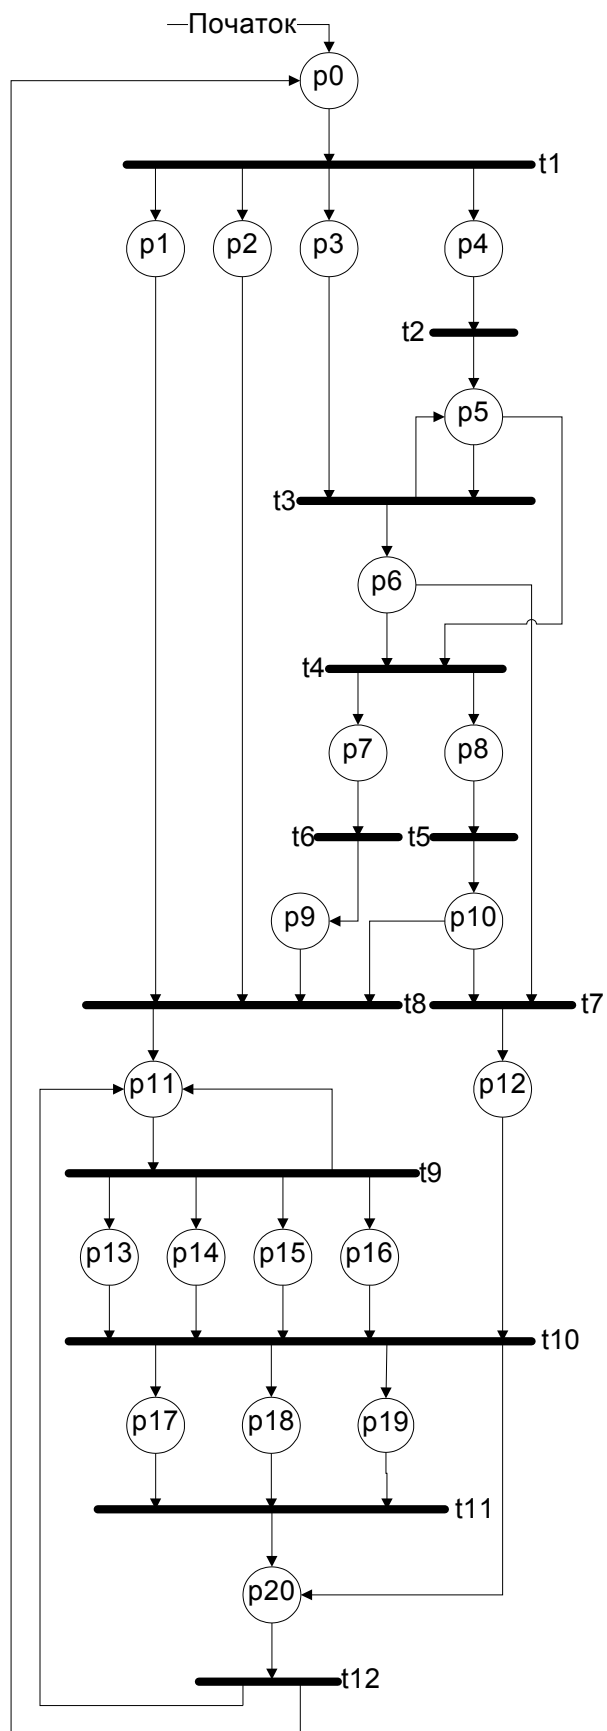 Початок
p0
t1
p1 p2 p3 p4
t2
p5
t3
p6
t4
p7 p8
t6 t5
p9 p10
t8 t7
p11 p12
t9
p13 p14 p15 p16
t10
p17 p18 p19
t11
p20
t12